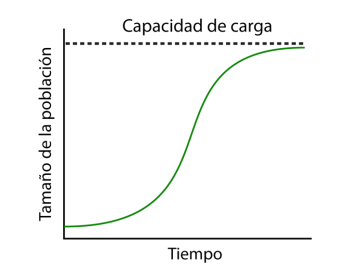 Capacidad de carga
Tamaño de la población
Tiempo